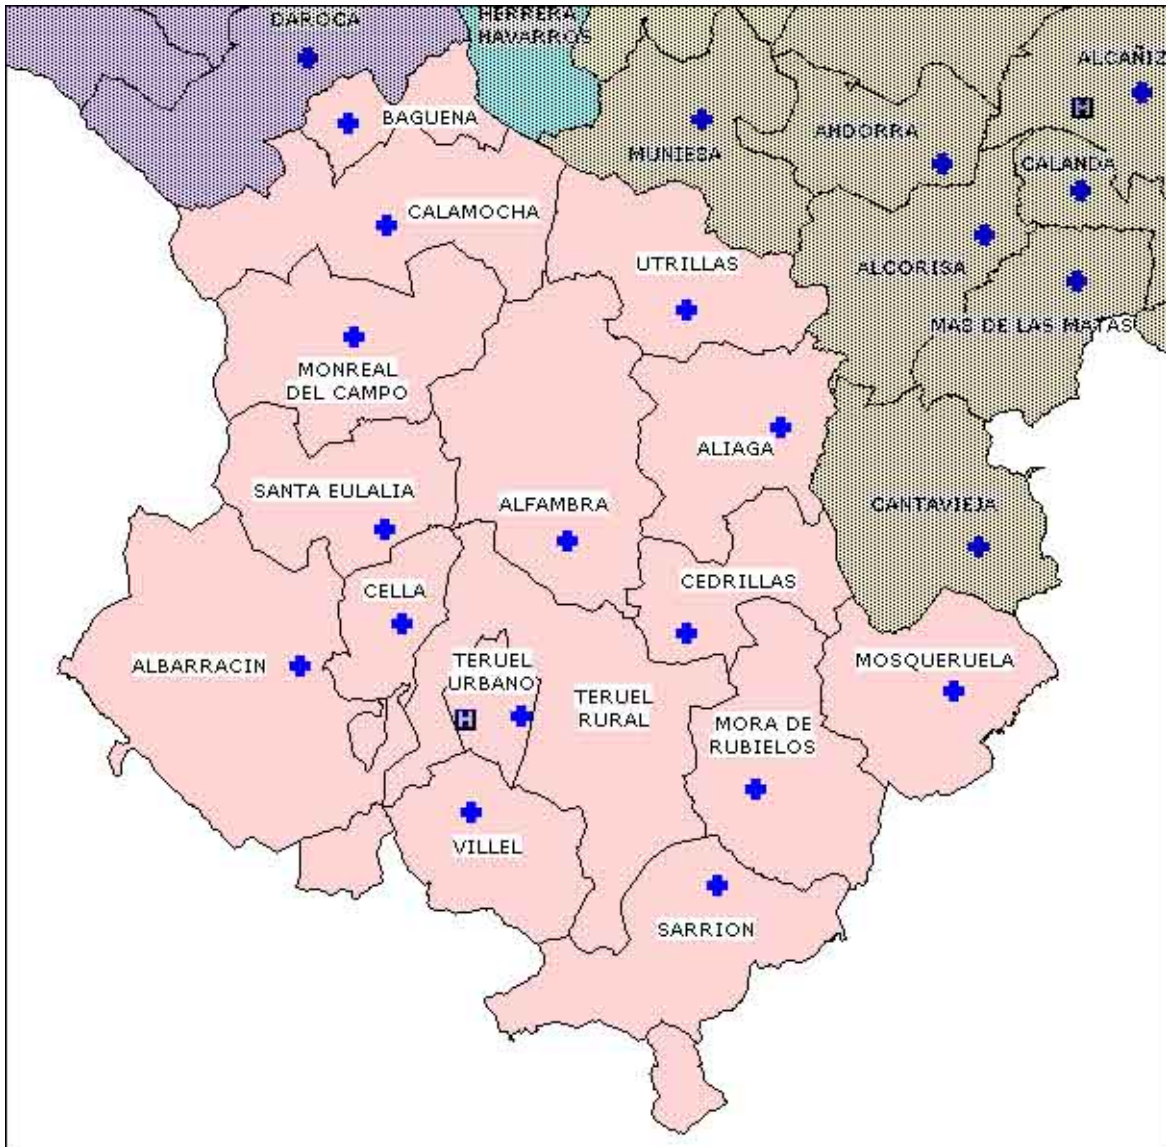 DAROCA
HERRERA
NAVARROS
ALCAÑIZ
H
BAGUENA
MUNIESA
ANDORRA
CALANDA
CALAMOCHA
UTRILLAS
ALCORISA
MAS DE LAS MATAS
MONREAL
DEL CAMPO
ALIAGA
SANTA EULALIA
ALFAMBRA
CANTAVIEJA
CELLA
CEDRILLAS
ALBARRACIN
TERUEL
URBANO
H
TERUEL
RURAL
MOSQUERUELA
MORA DE
RUBIELOS
VILLEL
SARRION